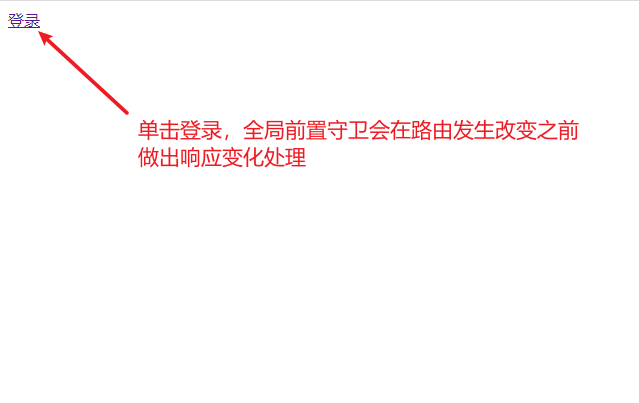 登录
单击登录，全局前置守卫会在路由发生改变之前
做出响应变化处理